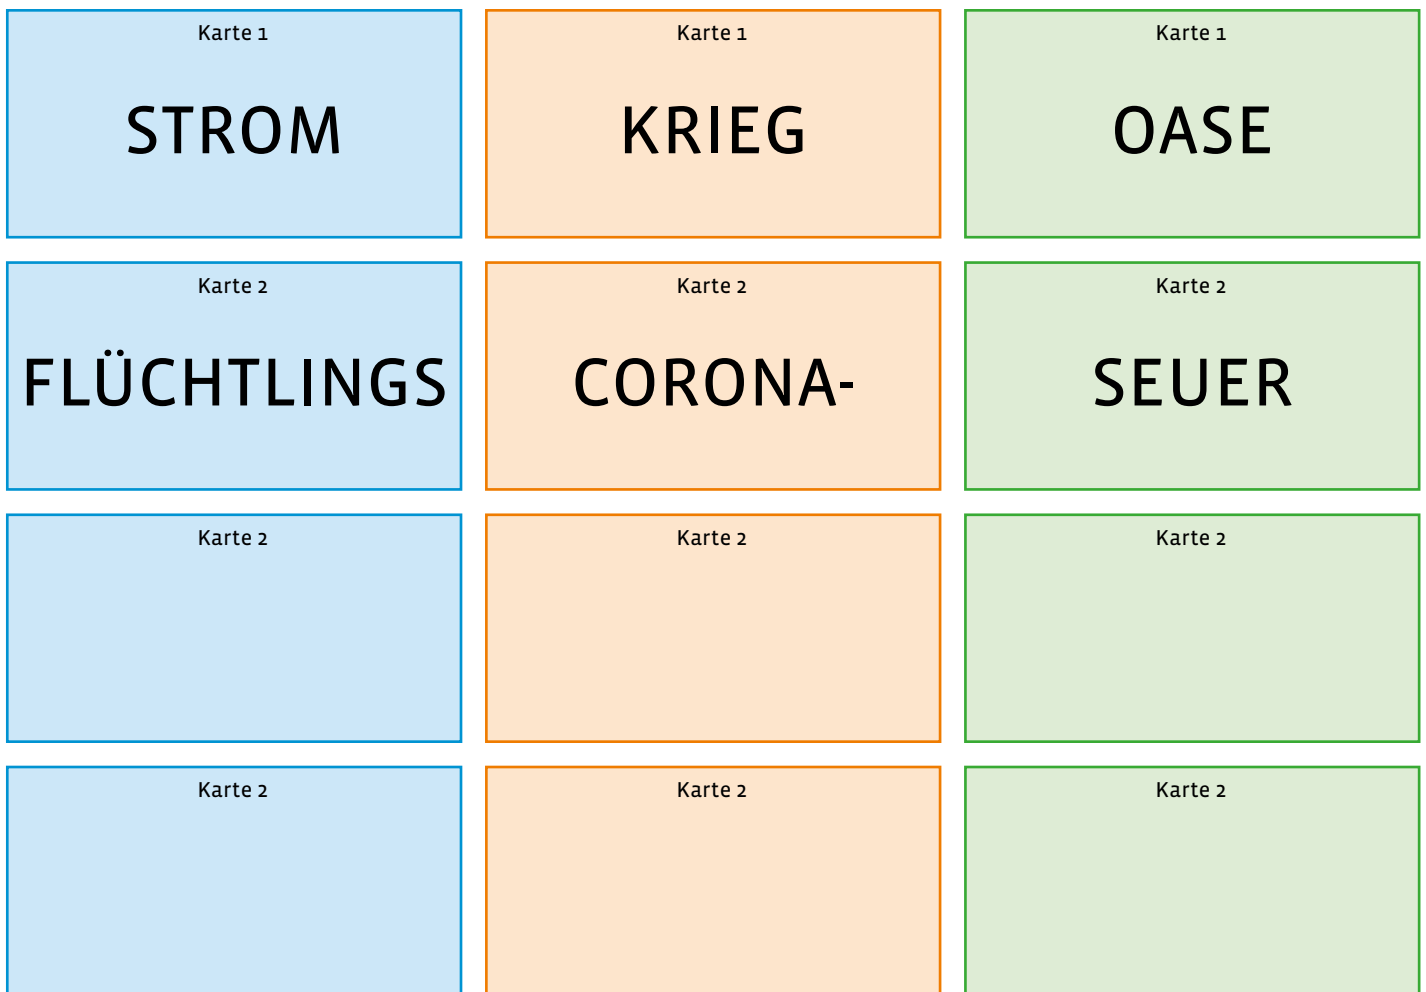 Karte 1
STROM
Karte 1
KRIEG
Karte 1
OASE
Karte 2
FLÜCHTLINGS
Karte 2
CORONA-
Karte 2
SEUER
Karte 2
Karte 2
Karte 2
Karte 2
Karte 2
Karte 2